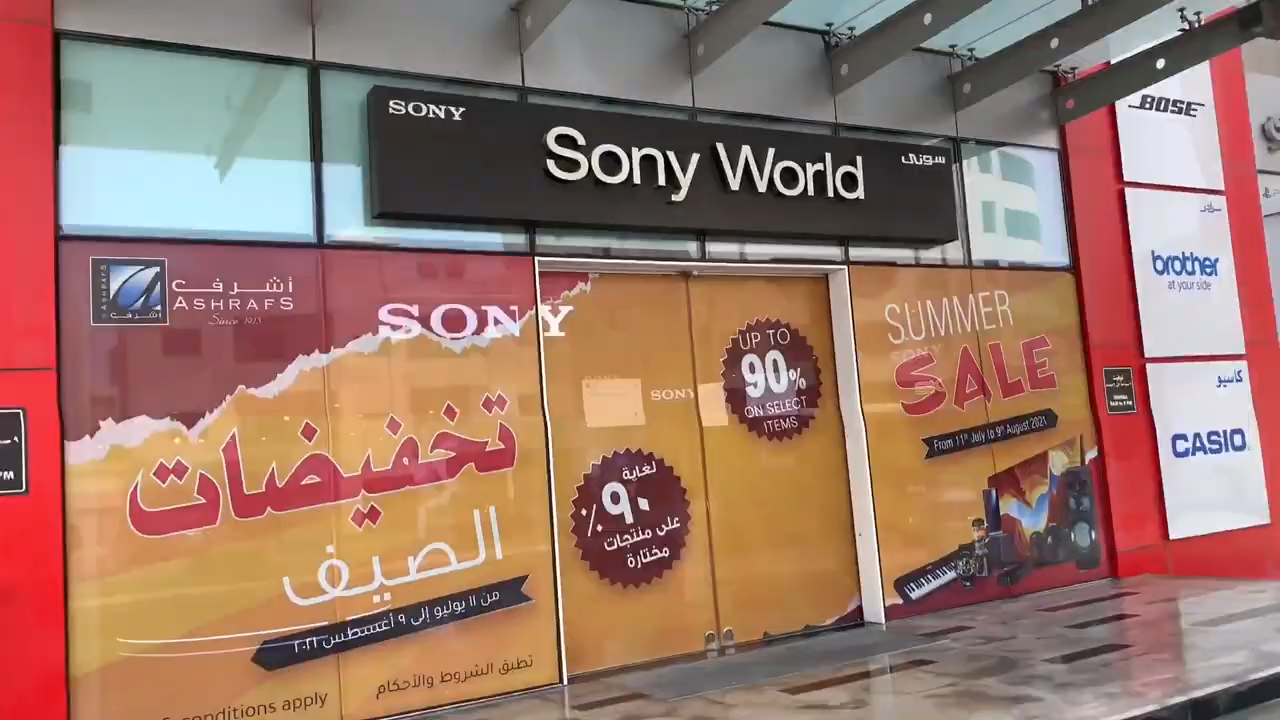 SONY
Sony World
سوني
BOSE
أشرف
ASHRAFS
Since 1913
SONY
تخفيضات
الصيف
من ١١ يوليو إلى ٩ أغسطس ٢٠٢١
تطبق الشروط والأحكام
conditions apply
SONY
UP TO
90%
ON SELECT
ITEMS
لغاية
٩٠٪
على منتجات
مختارة
SUMMER
SALE
From 11th July to 9th August 2021
برذر
brother
at your side
كاسيو
CASIO